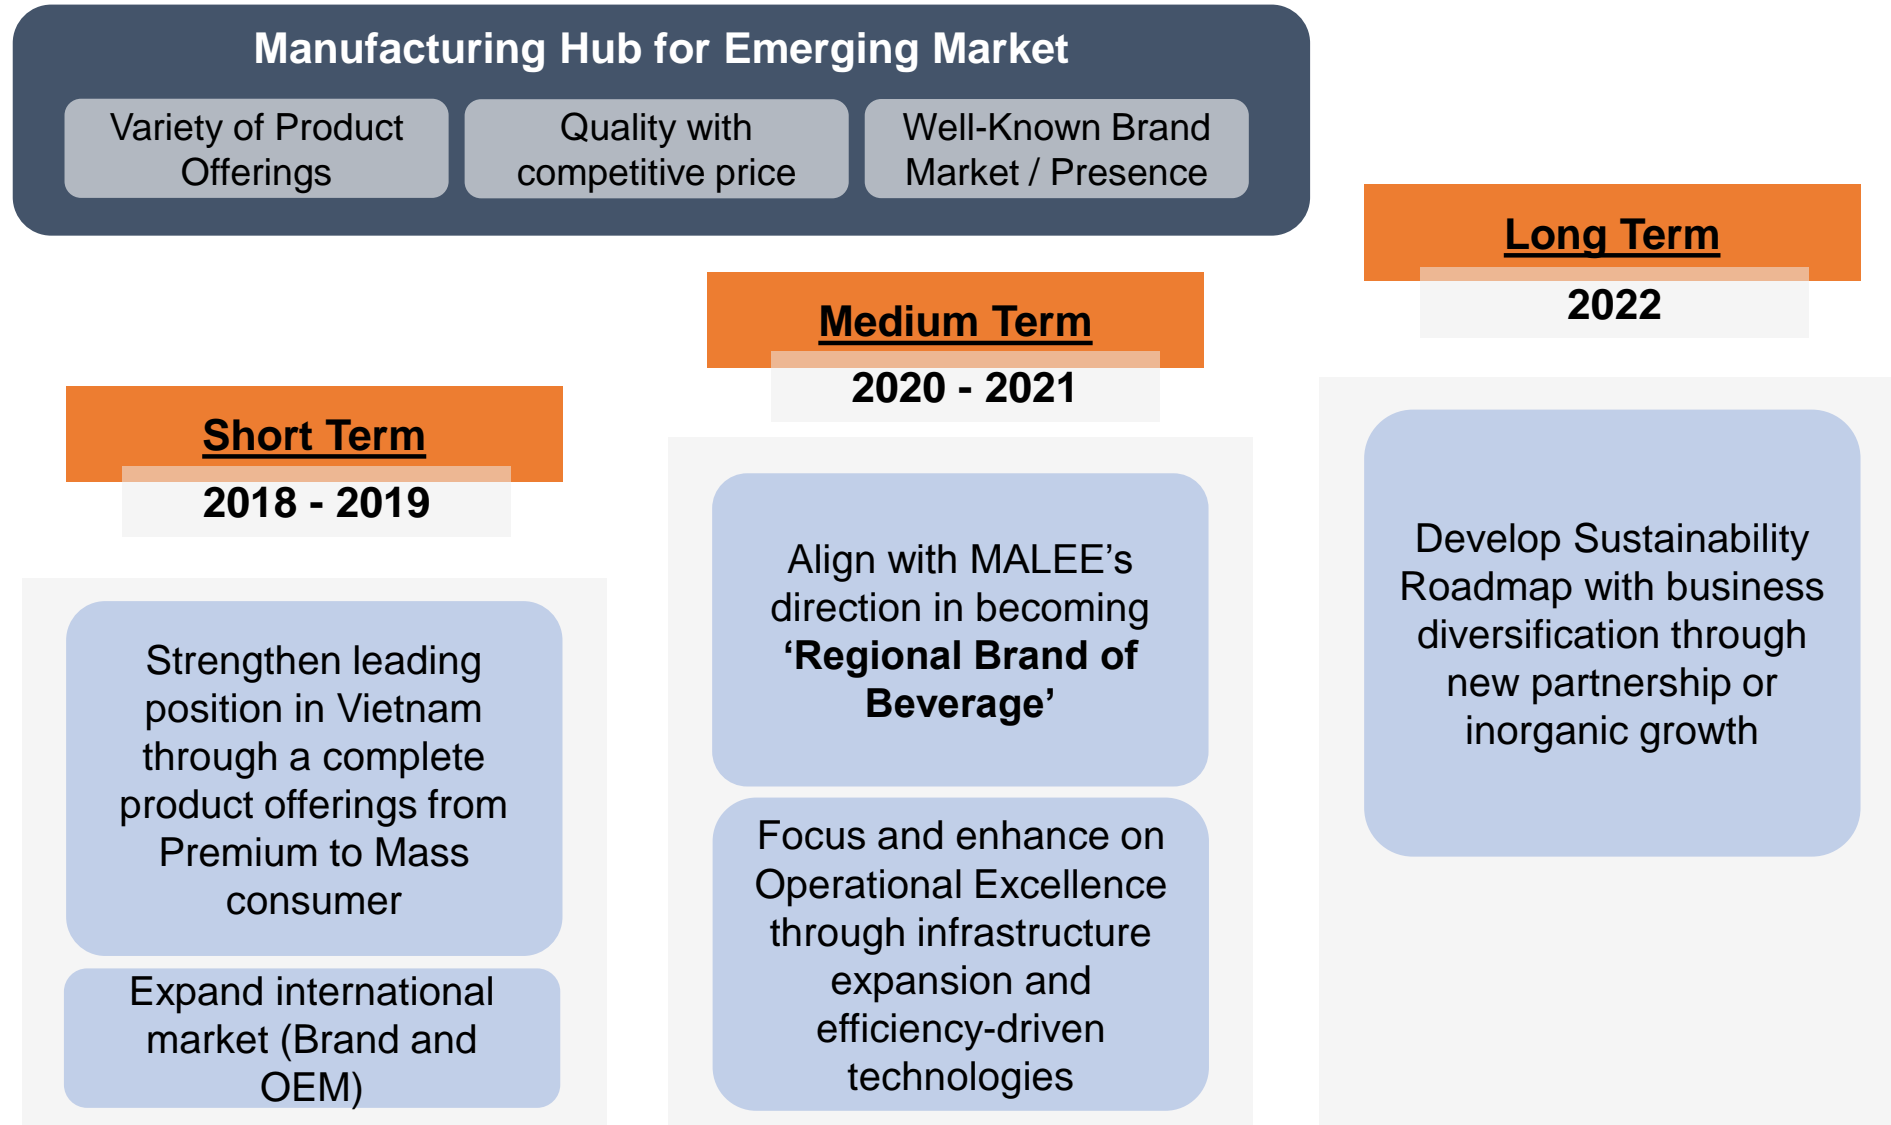 Manufacturing Hub for Emerging Market
Variety of Product
Offerings
Quality with
competitive price
Well-Known Brand
Market / Presence
Short Term
2018 - 2019
Strengthen leading
position in Vietnam
through a complete
product offerings from
Premium to Mass
consumer
Expand international
market (Brand and
OEM)
Medium Term
2020 - 2021
Align with MALEE’s
direction in becoming
‘Regional Brand of
Beverage’
Focus and enhance on
Operational Excellence
through infrastructure
expansion and
efficiency-driven
technologies
Long Term
2022
Develop Sustainability
Roadmap with business
diversification through
new partnership or
inorganic growth